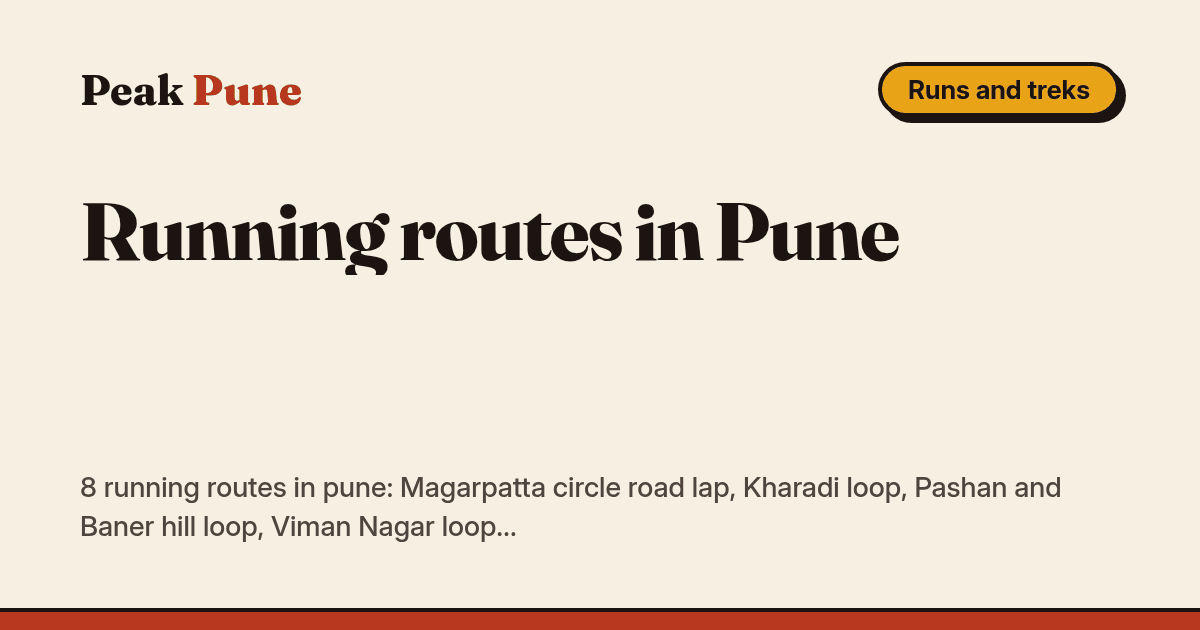 Peak Pune
Runs and treks
Running routes in Pune
8 running routes in pune: Magarpatta circle road lap, Kharadi loop, Pashan and
Baner hill loop, Viman Nagar loop...